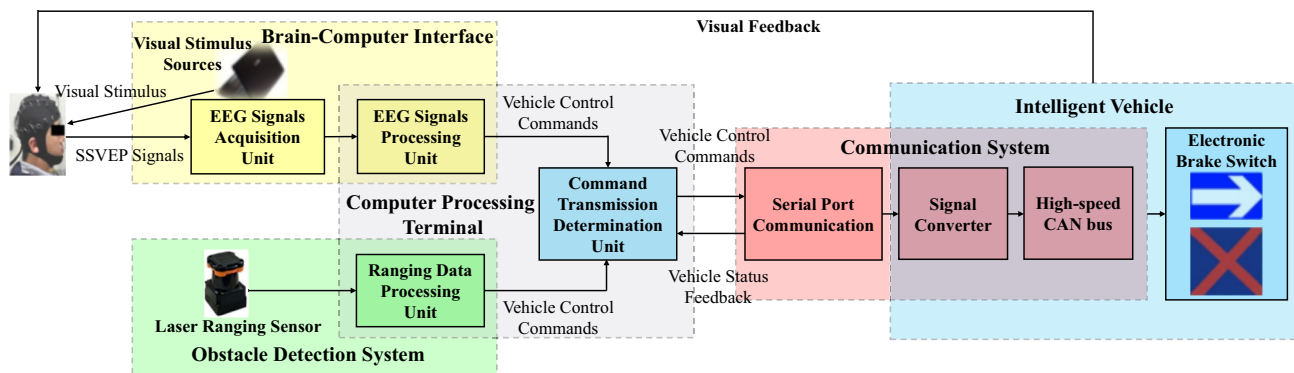 Visual Feedback
Brain-Computer Interface
Visual Stimulus
Sources
Visual Stimulus
SSVEP Signals
EEG Signals
Acquisition
Unit
EEG Signals
Processing
Unit
Vehicle Control
Commands
Computer Processing
Terminal
Command
Transmission
Determination
Unit
Laser Ranging Sensor
Ranging Data
Processing
Unit
Vehicle Control
Commands
Obstacle Detection System
Vehicle Control
Commands
Vehicle Status
Feedback
Communication System
Serial Port
Communication
Signal
Converter
High-speed
CAN bus
Intelligent Vehicle
Electronic
Brake Switch